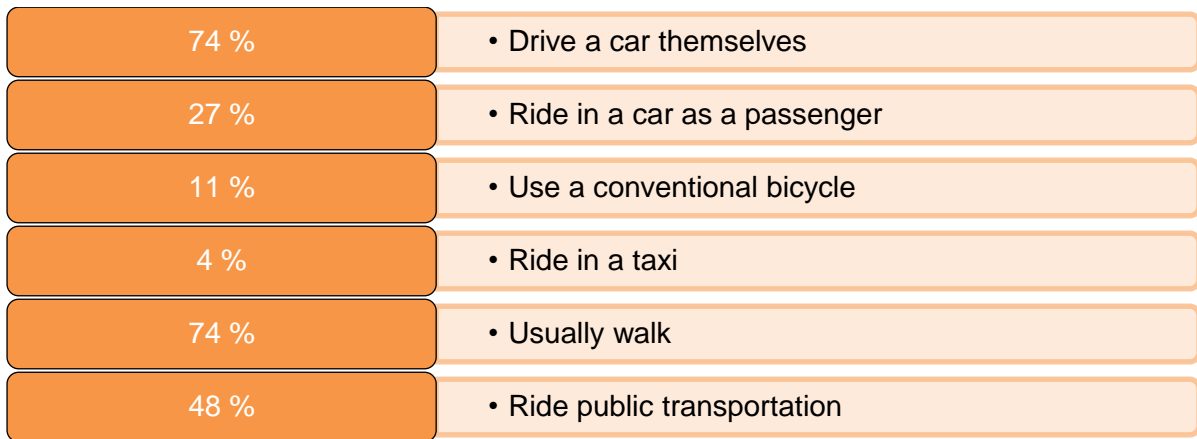 74 % • Drive a car themselves
27 % • Ride in a car as a passenger
11 % • Use a conventional bicycle
4 % • Ride in a taxi
74 % • Usually walk
48 % • Ride public transportation